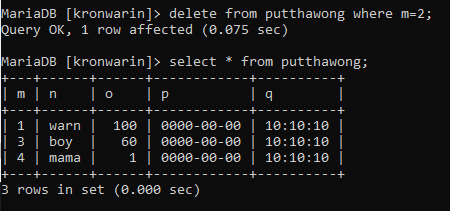 MariaDB [kronwarin]> delete from putthawong where m=2;
Query OK, 1 row affected (0.075 sec)
MariaDB [kronwarin]> select * from putthawong;
+---+------+------+------------+----------+
| m | n    | o    | p          | q        |
+---+------+------+------------+----------+
| 1 | warn |  100 | 0000-00-00 | 10:10:10 |
| 3 | boy  |   60 | 0000-00-00 | 10:10:10 |
| 4 | mama |    1 | 0000-00-00 | 10:10:10 |
+---+------+------+------------+----------+
3 rows in set (0.000 sec)